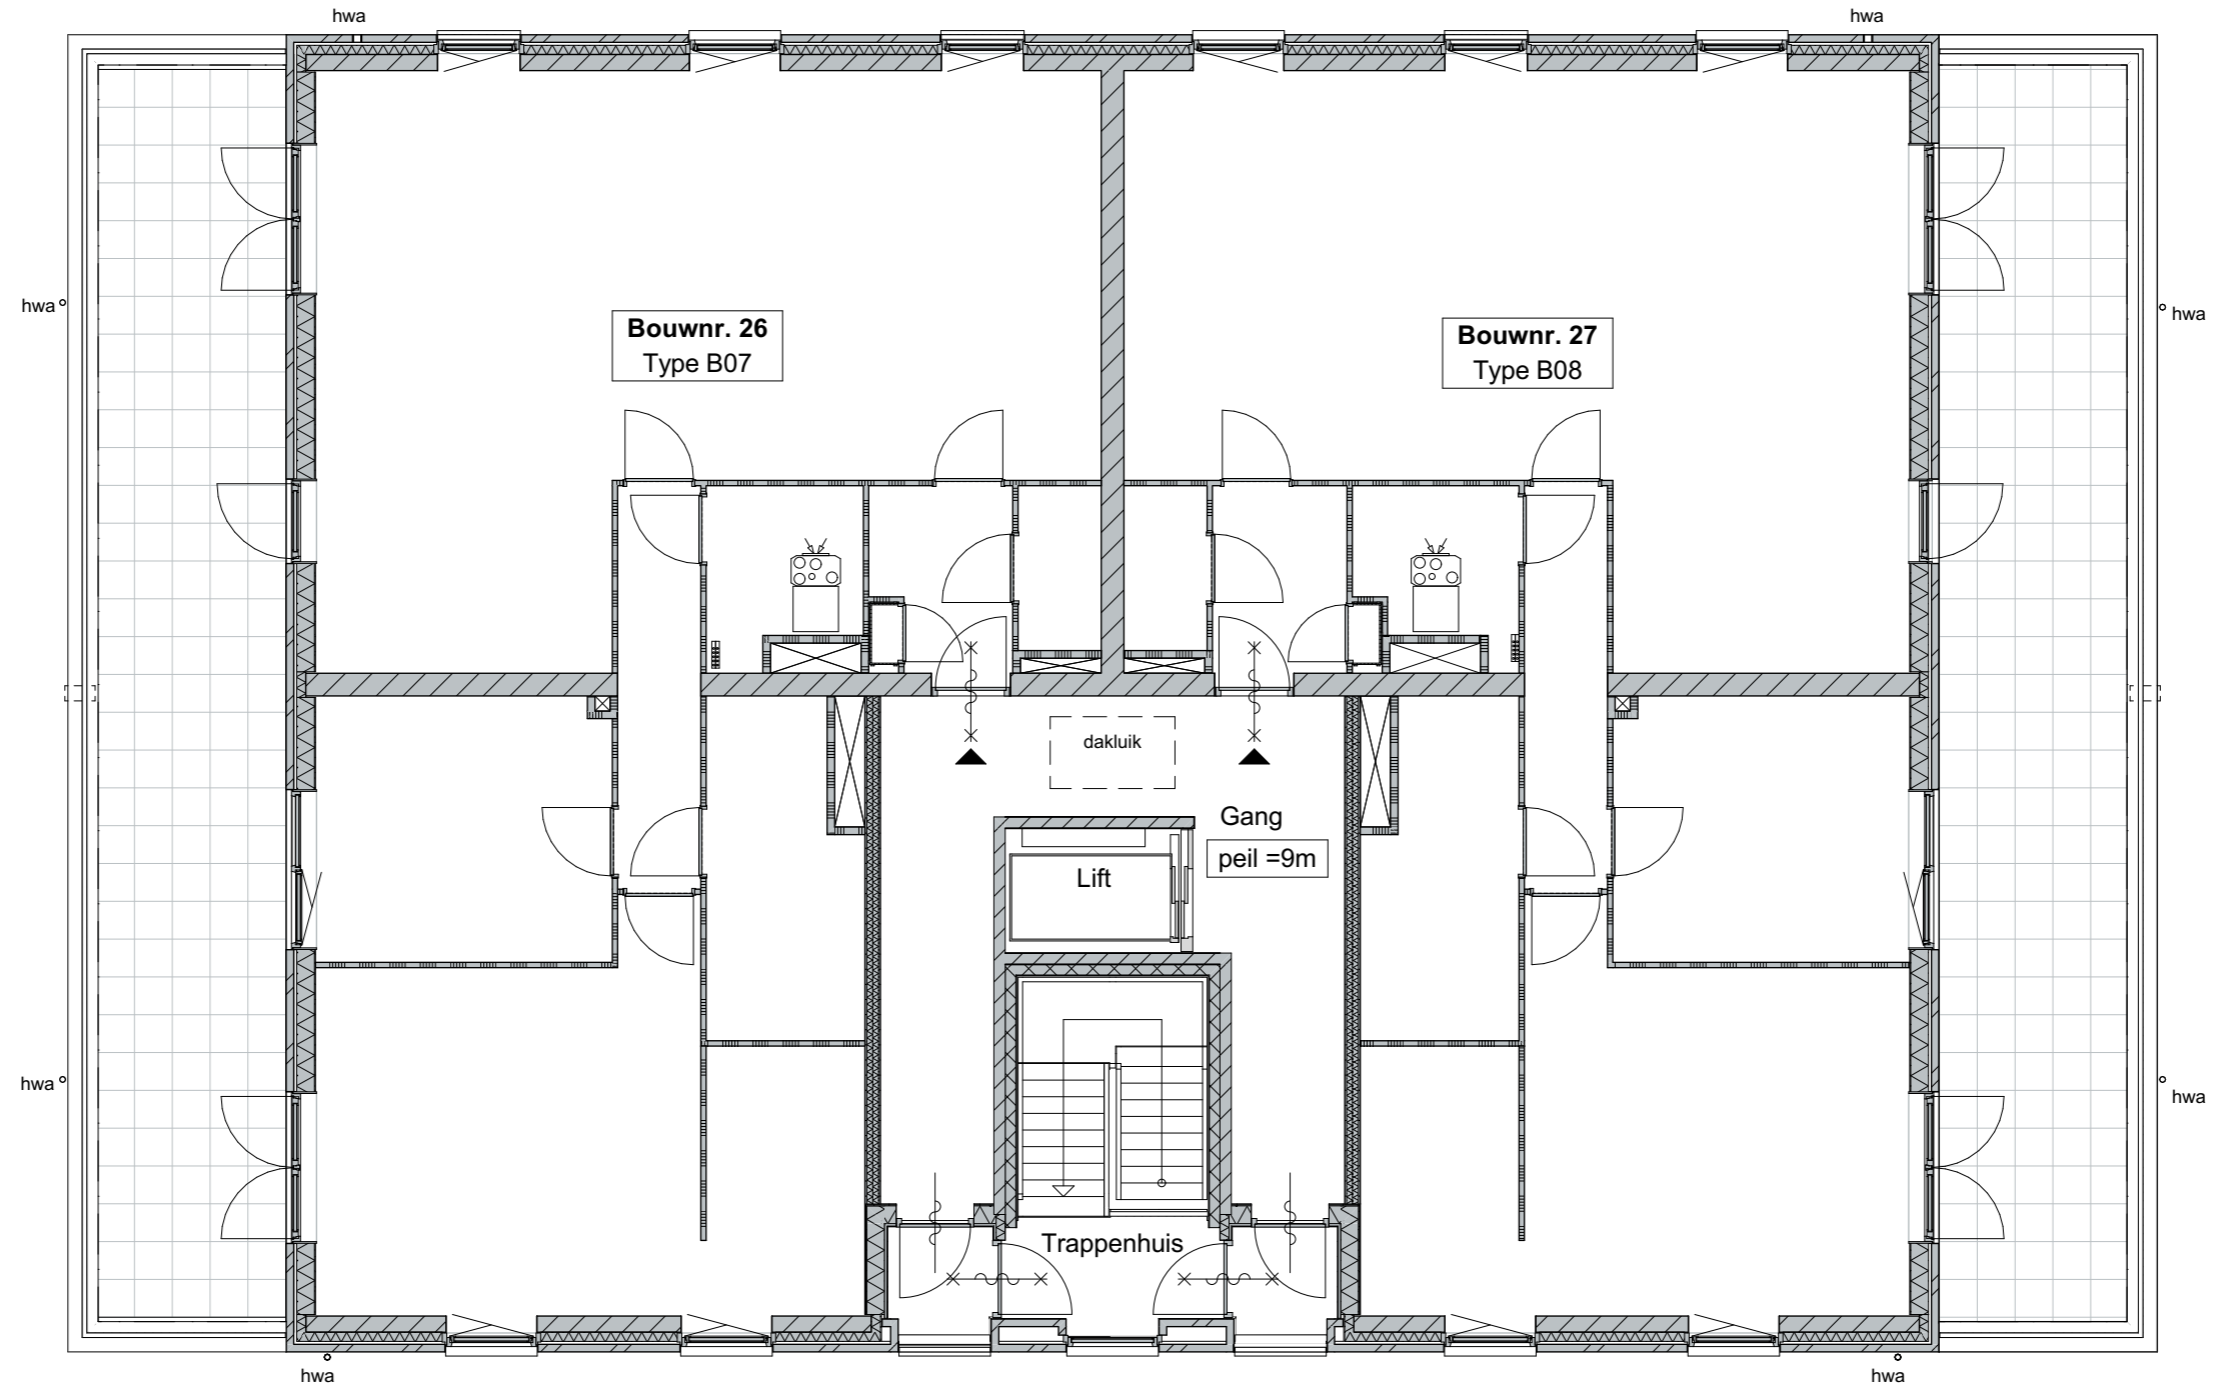 hwa
hwa
hwa
hwa
Bouwnr. 26
Type B07
Bouwnr. 27
Type B08
dakluik
Gang
peil =9m
Lift
hwa
hwa
Trappenhuis
hwa
hwa